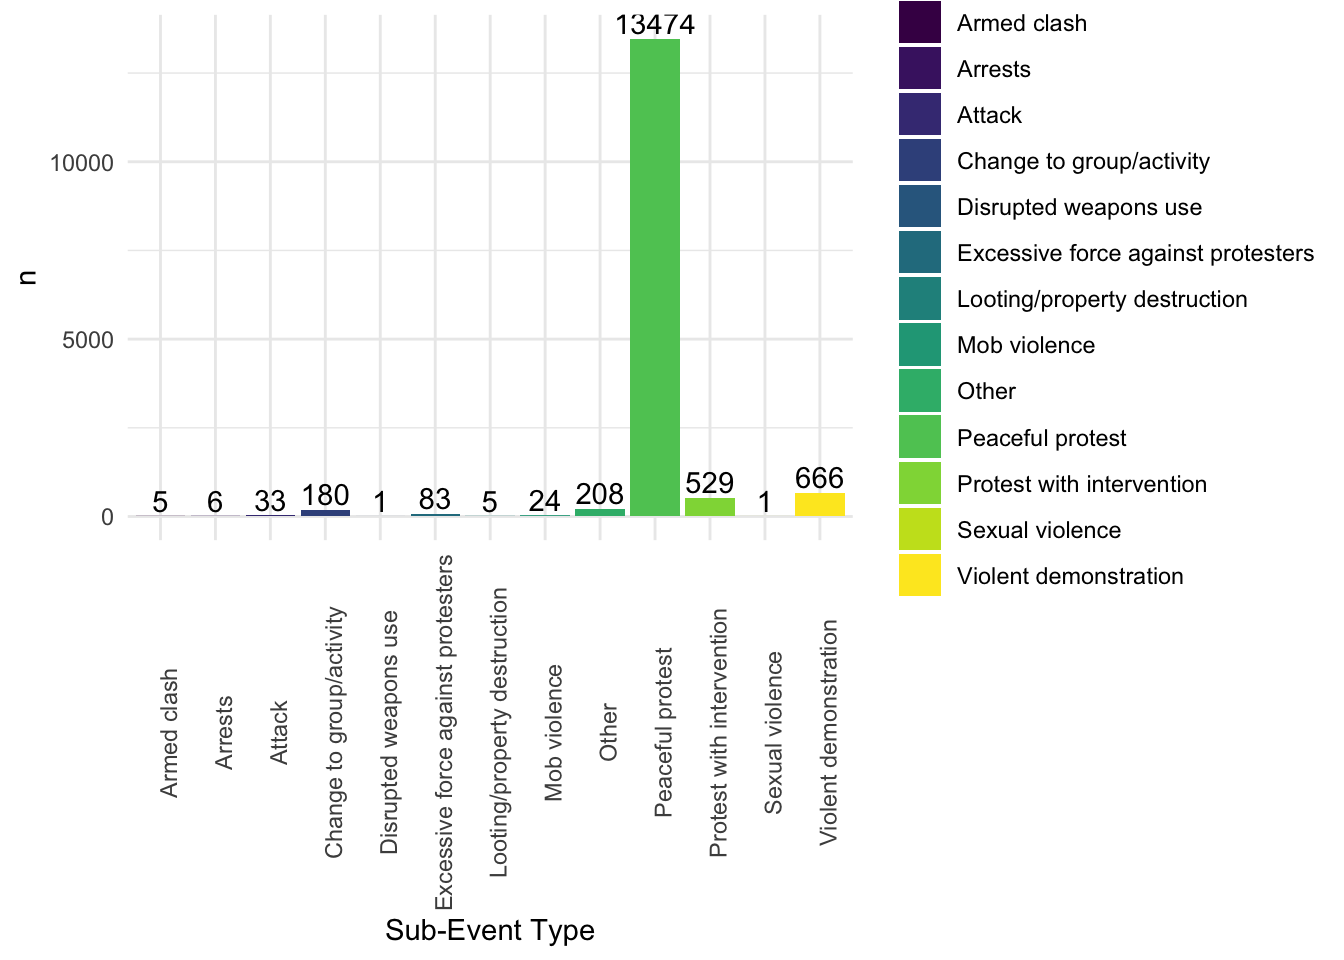 13474
10000
5000
0
n
5
6
33
180
1
83
5
24
208
529
1
666
Armed clash
Arrests
Attack
Change to group/activity
Disrupted weapons use
Excessive force against protesters
Looting/property destruction
Mob violence
Other
Peaceful protest
Protest with intervention
Sexual violence
Violent demonstration
Sub-Event Type
Armed clash
Arrests
Attack
Change to group/activity
Disrupted weapons use
Excessive force against protesters
Looting/property destruction
Mob violence
Other
Peaceful protest
Protest with intervention
Sexual violence
Violent demonstration